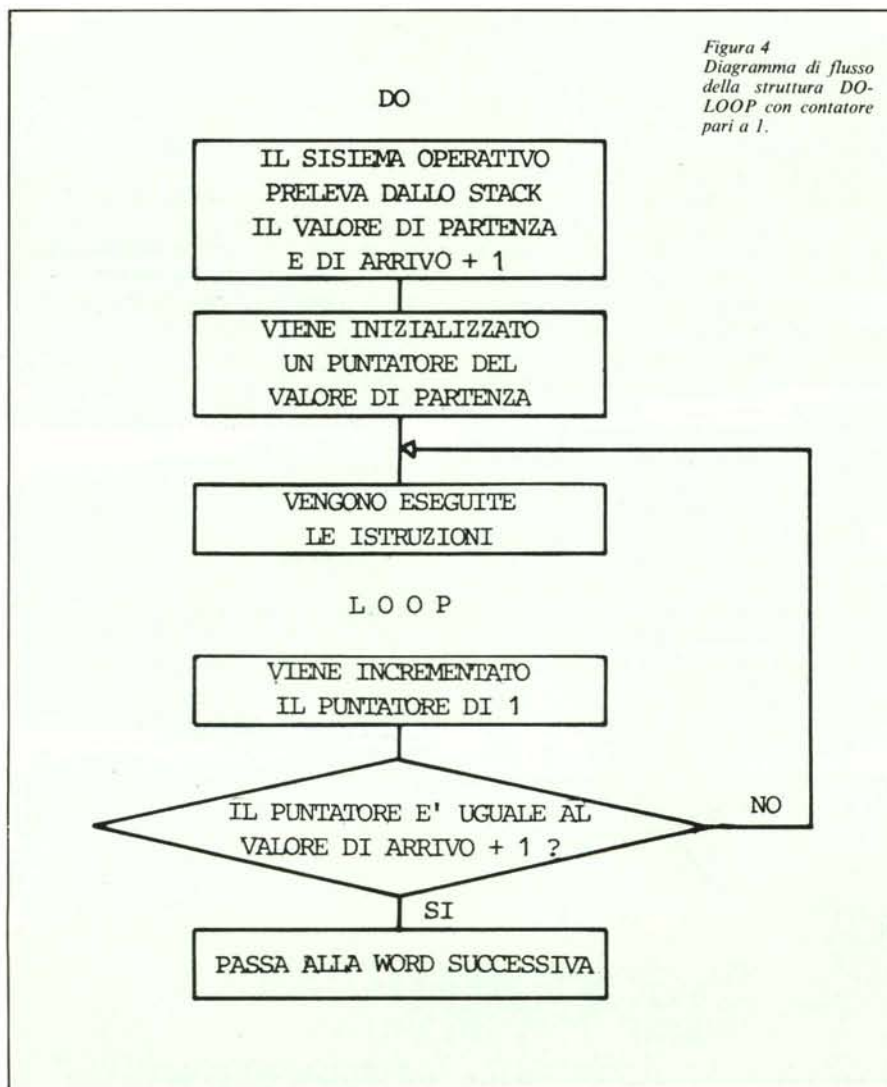 Figura 4
Diagramma di flusso
della struttura DO-
LOOP con contatore
pari a 1.
DO
IL SISIEMA OPERATIVO
PRELEVA DALLO STACK
IL VALORE DI PARTENZA
E DI ARRIVO + 1
VIENE INIZIALIZZATO
UN PUNTATORE DEL
VALORE DI PARTENZA
VENGONO ESEGUITE
LE ISTRUZIONI
L O O P
VIENE INCREMENTATO
IL PUNTATORE DI 1
IL PUNTATORE E' UGUALE AL
VALORE DI ARRIVO + 1 ?
NO
SI
PASSA ALLA WORD SUCCESSIVA